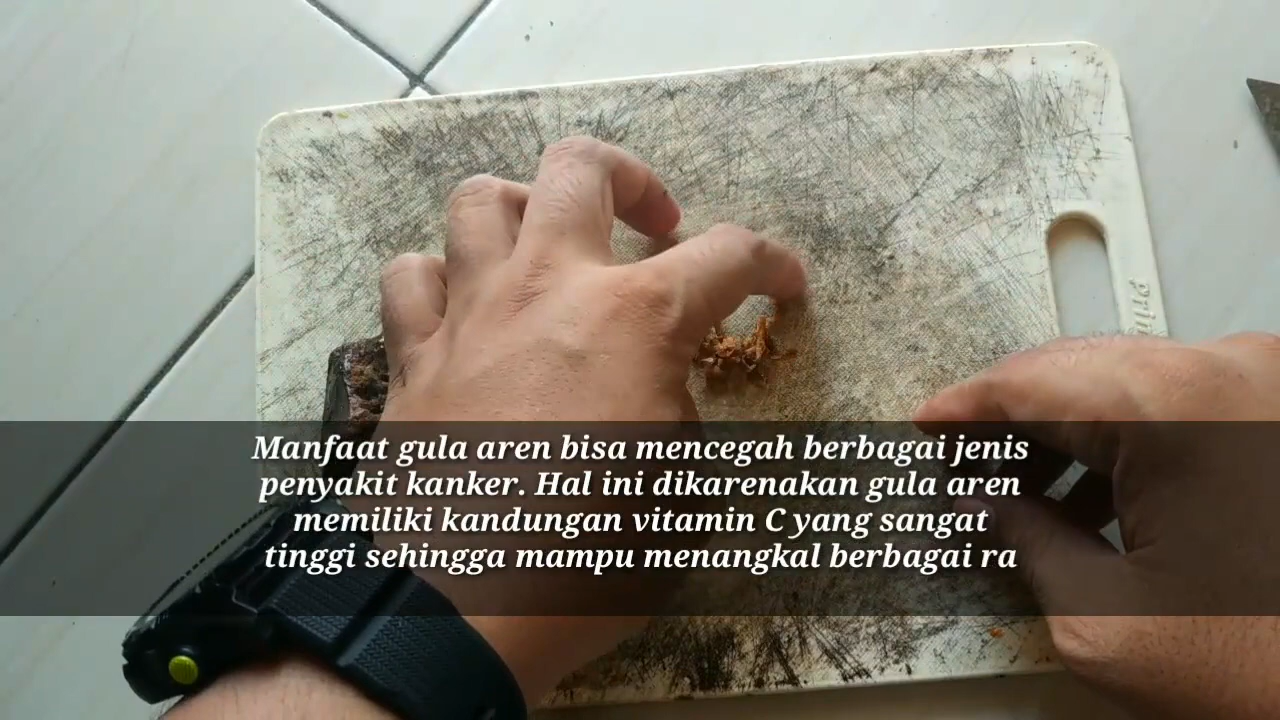 Manfaat gula aren bisa mencegah berbagai jenis
penyakit kanker. Hal ini dikarenakan gula aren
memiliki kandungan vitamin C yang sangat
tinggi sehingga mampu menangkal berbagai ra